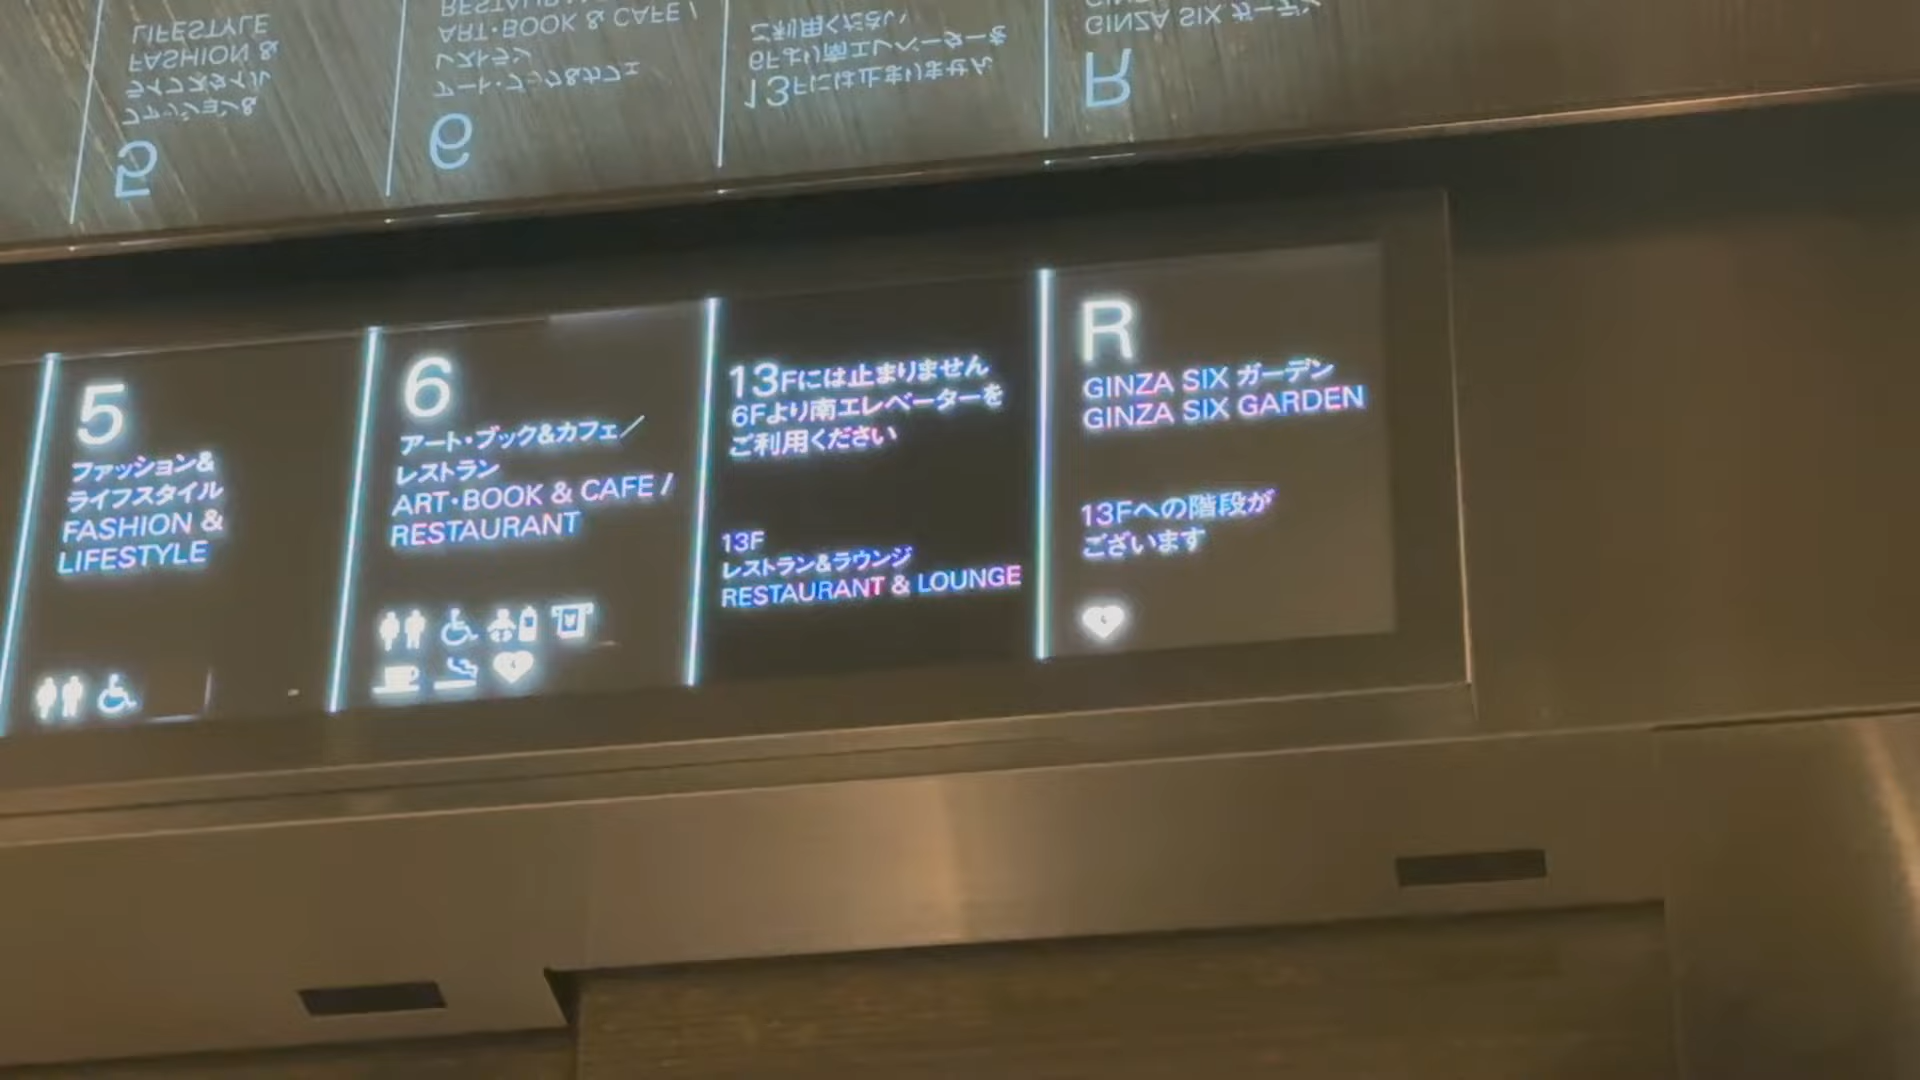 5
ファッション&
ライフスタイル
FASHION &
LIFESTYLE
6
アート・ブック&カフェ／
レストラン
ART・BOOK & CAFE /
RESTAURANT
13Fには止まりません
6Fより南エレベーターを
ご利用ください
13F
レストラン&ラウンジ
RESTAURANT & LOUNGE
R
GINZA SIX ガーデン
GINZA SIX GARDEN
13Fへの階段が
ございます